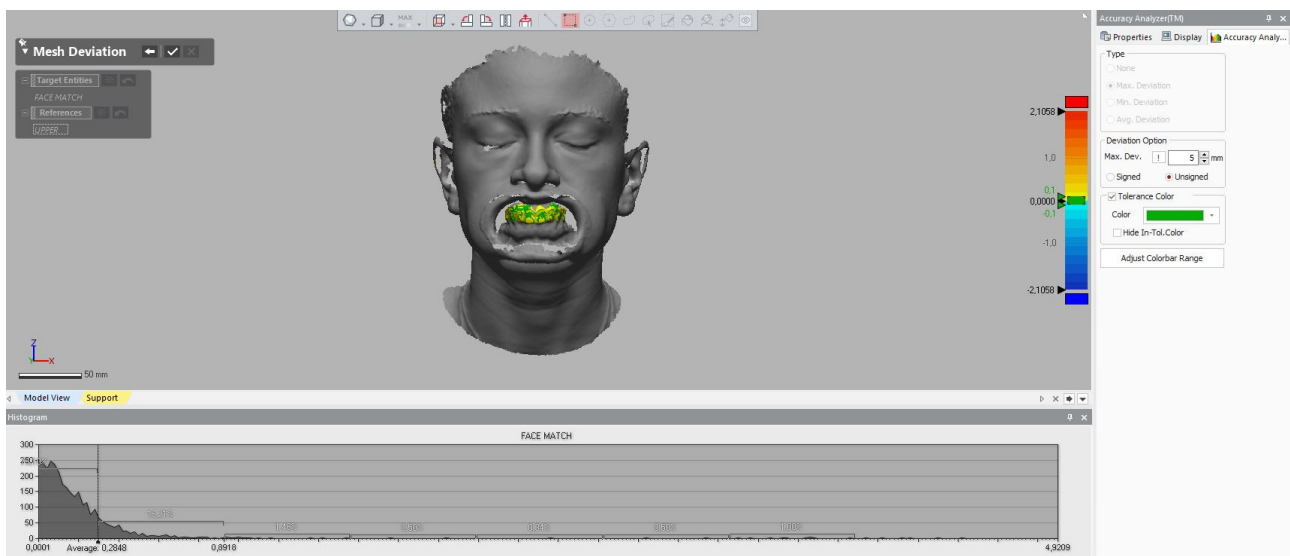 MAX
Accuracy Analyzer(TM)
Mesh Deviation
Properties Display Accuracy Analy...
Target Entities
FACE MATCH
References
UPPER
Type
None
Max. Deviation
Min. Deviation
Avg. Deviation
Deviation Option
Max. Dev. ! 5 mm
Signed Unsigned
Tolerance Color
Color
Hide In-Tol.Color
Adjust Colorbar Range
2,1058
1,0
0,1
0,0000
-0,1
-1,0
-2,1058
Z
X
50 mm
Model View Support
Histogram
FACE MATCH
300
250
200
150
100
50
0
0,0001 Average: 0,2848 0,8918 4,9209